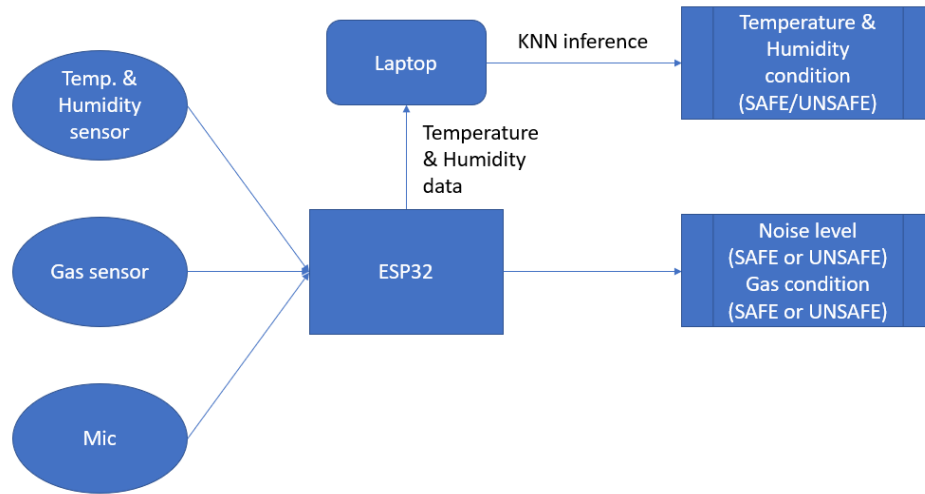 Temp. &
Humidity
sensor
Gas sensor
Mic
Laptop
Temperature
& Humidity
data
ESP32
KNN inference
Temperature &
Humidity
condition
(SAFE/UNSAFE)
Noise level
(SAFE or UNSAFE)
Gas condition
(SAFE or UNSAFE)